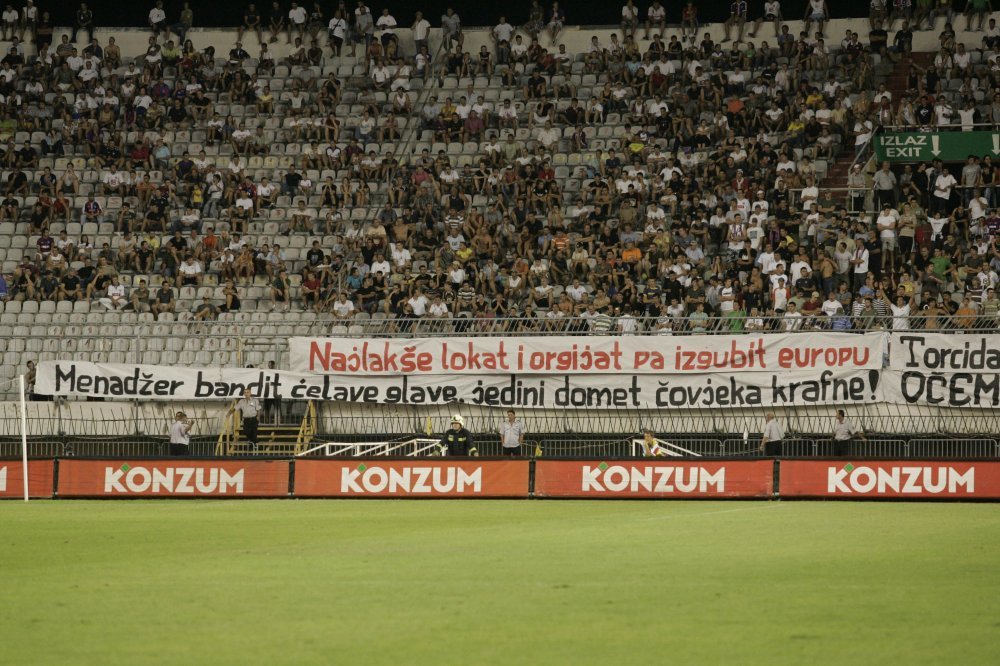 IZLAZ
EXIT
Najlakše lokat i orgijat pa izgubit europu
Torcida
Menadžer bandit ćelave glave, jedini domet čovjeka krafne!
OČEM
KONZUM
KONZUM
KONZUM
KONZUM